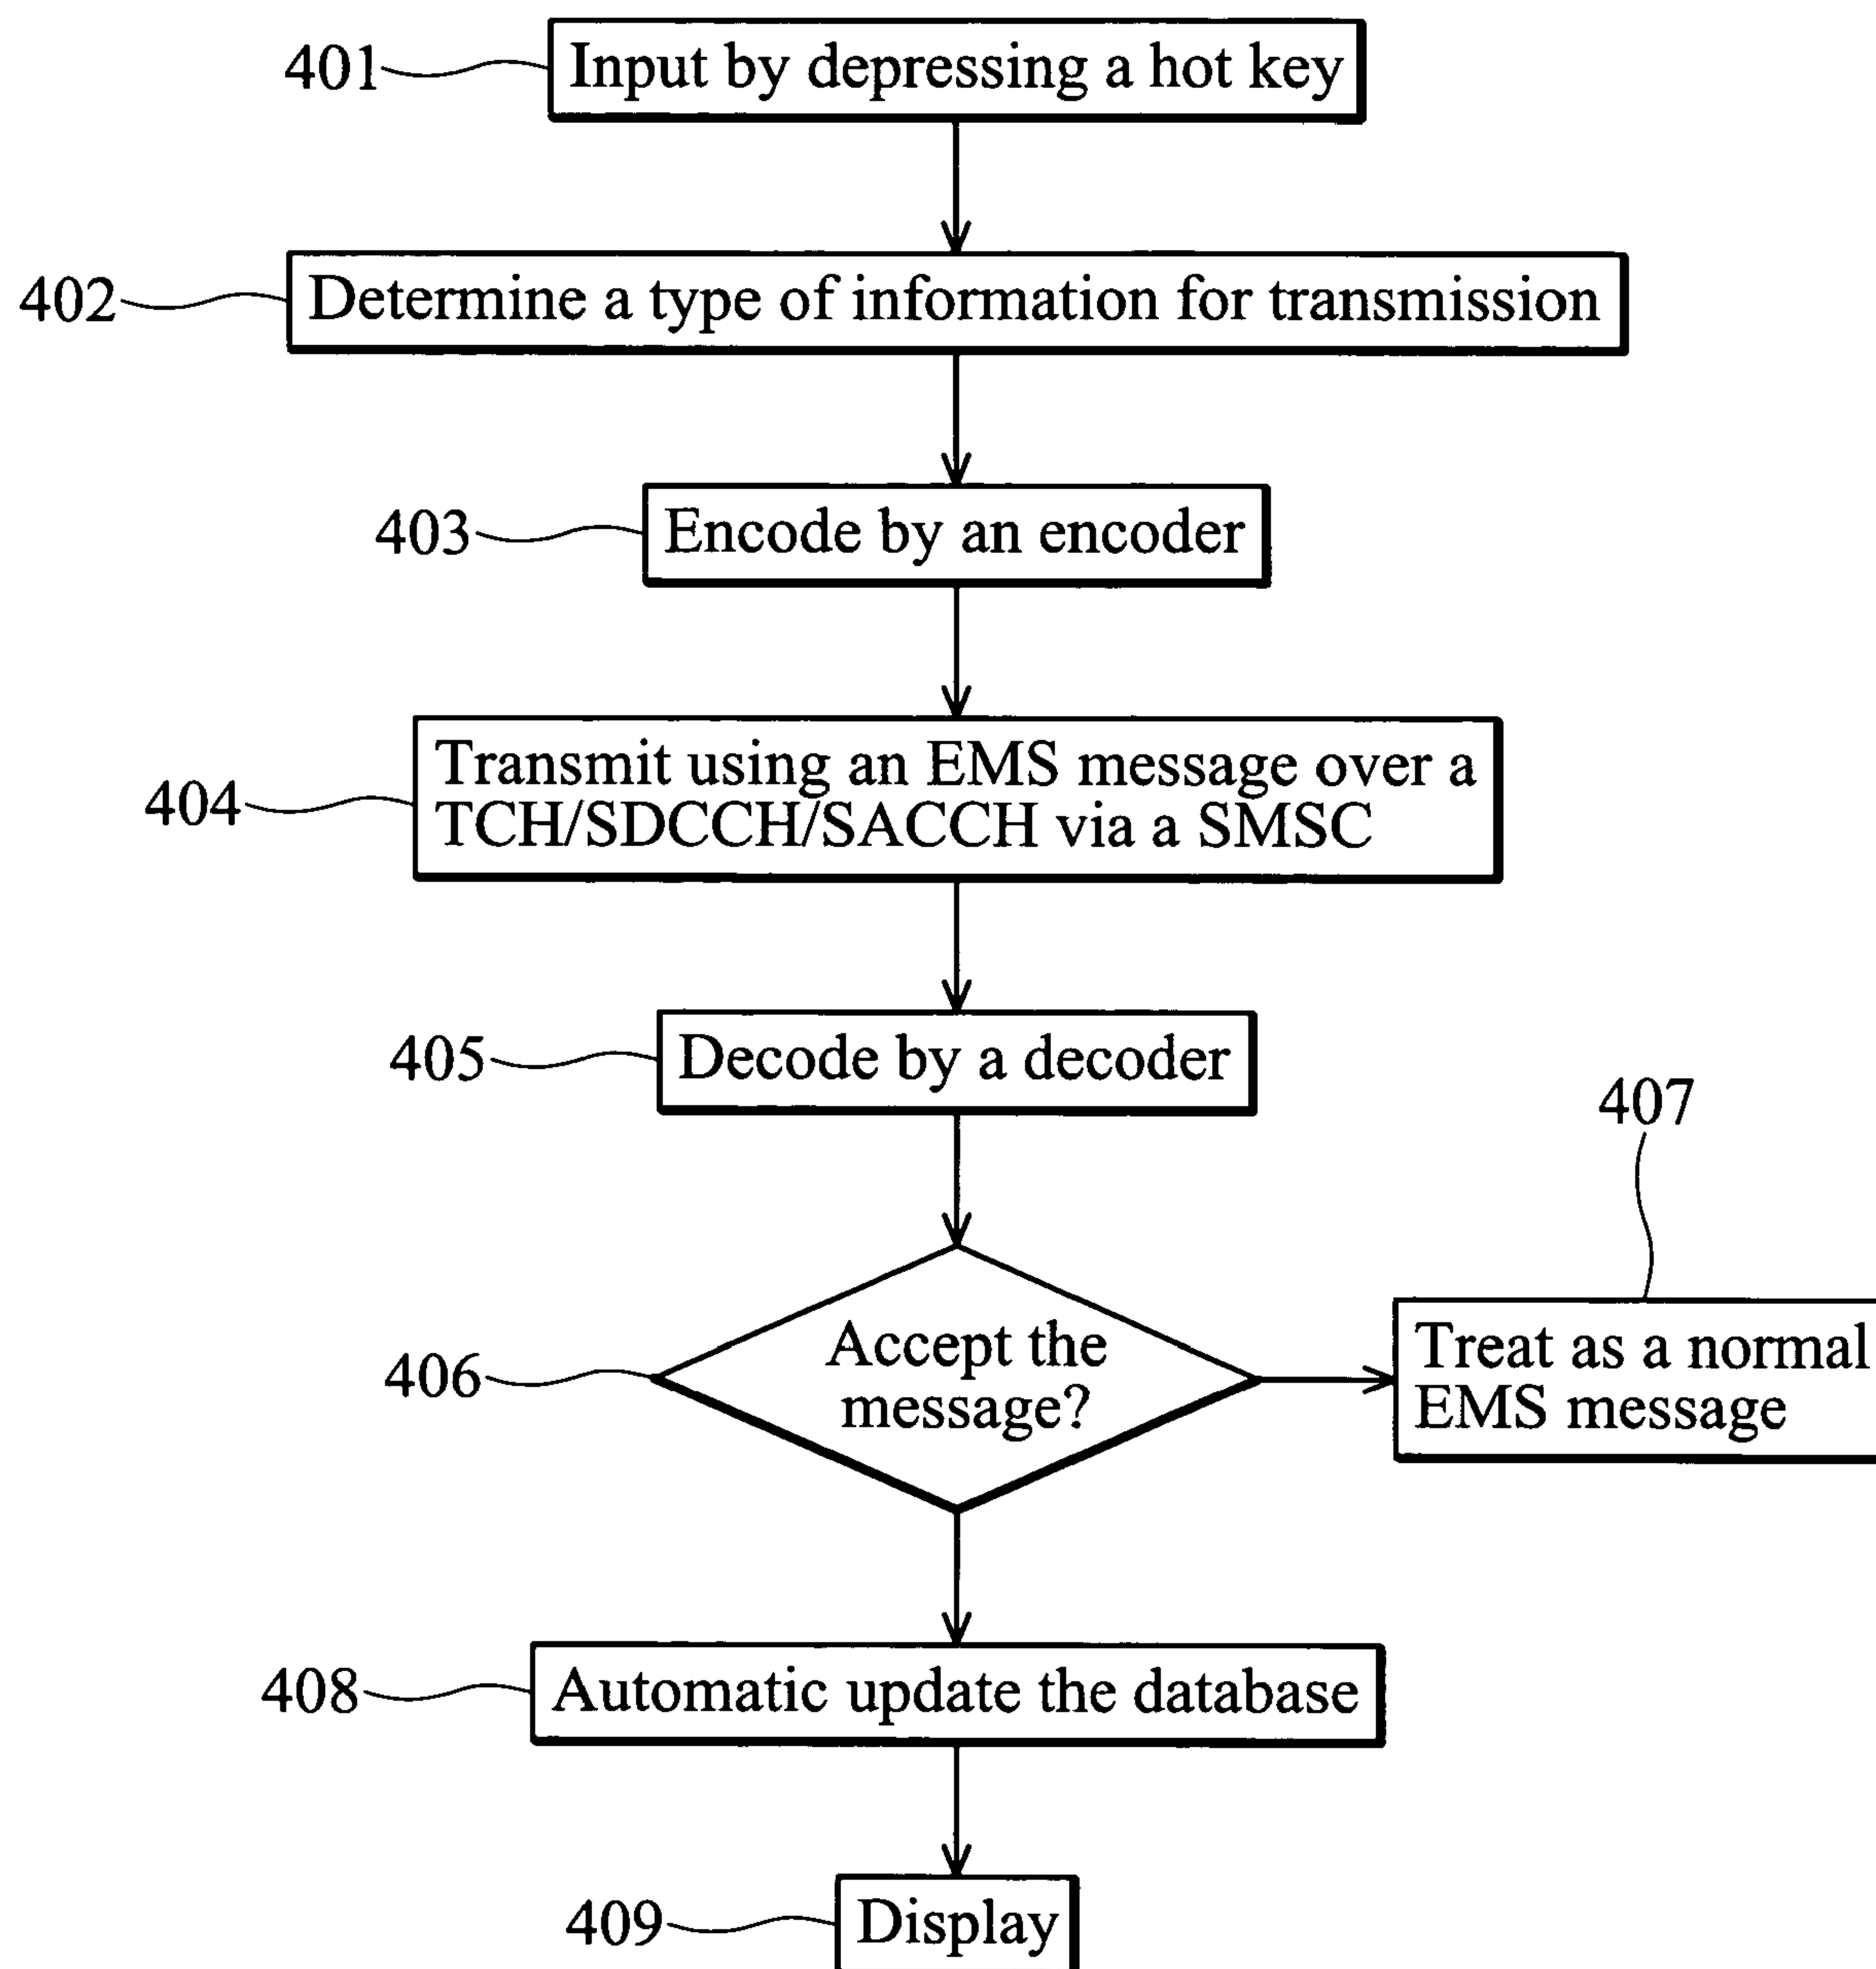 401
Input by depressing a hot key
402
Determine a type of information for transmission
403
Encode by an encoder
404
Transmit using an EMS message over a
TCH/SDCCH/SACCH via a SMSC
405
Decode by a decoder
407
406
Accept the
message?
Treat as a normal
EMS message
408
Automatic update the database
409
Display